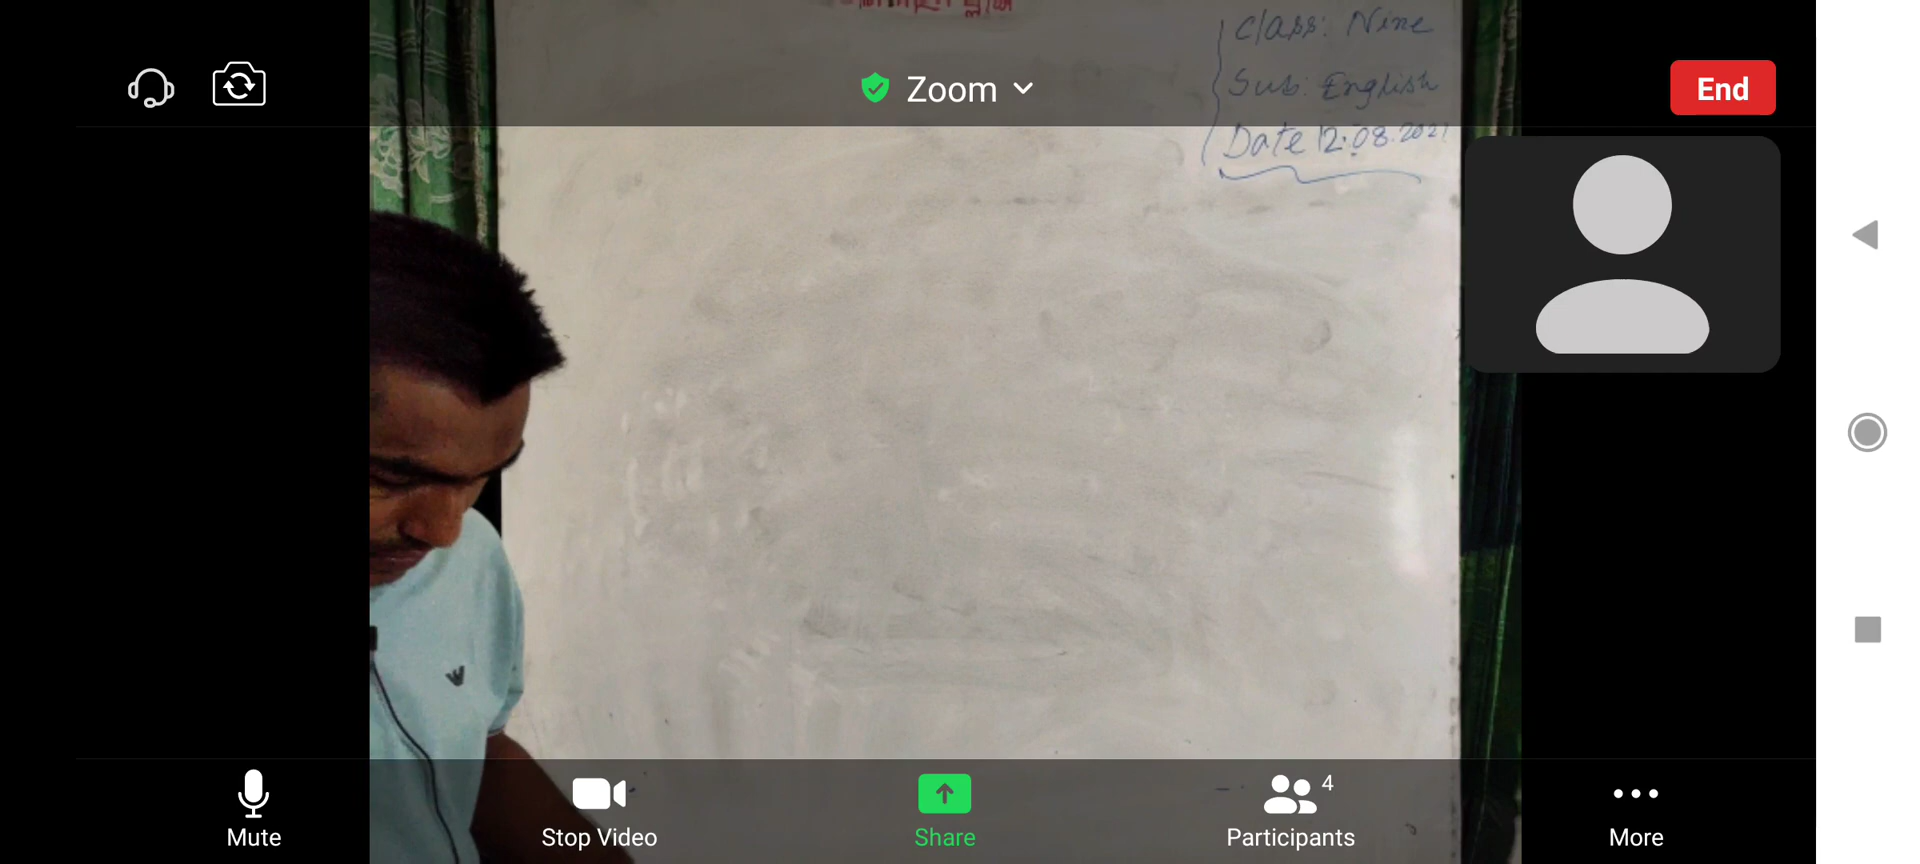 Class: Nine
Sub: English
Date 12.08.2021
Zoom
End
Mute
Stop Video
Share
Participants
4
More